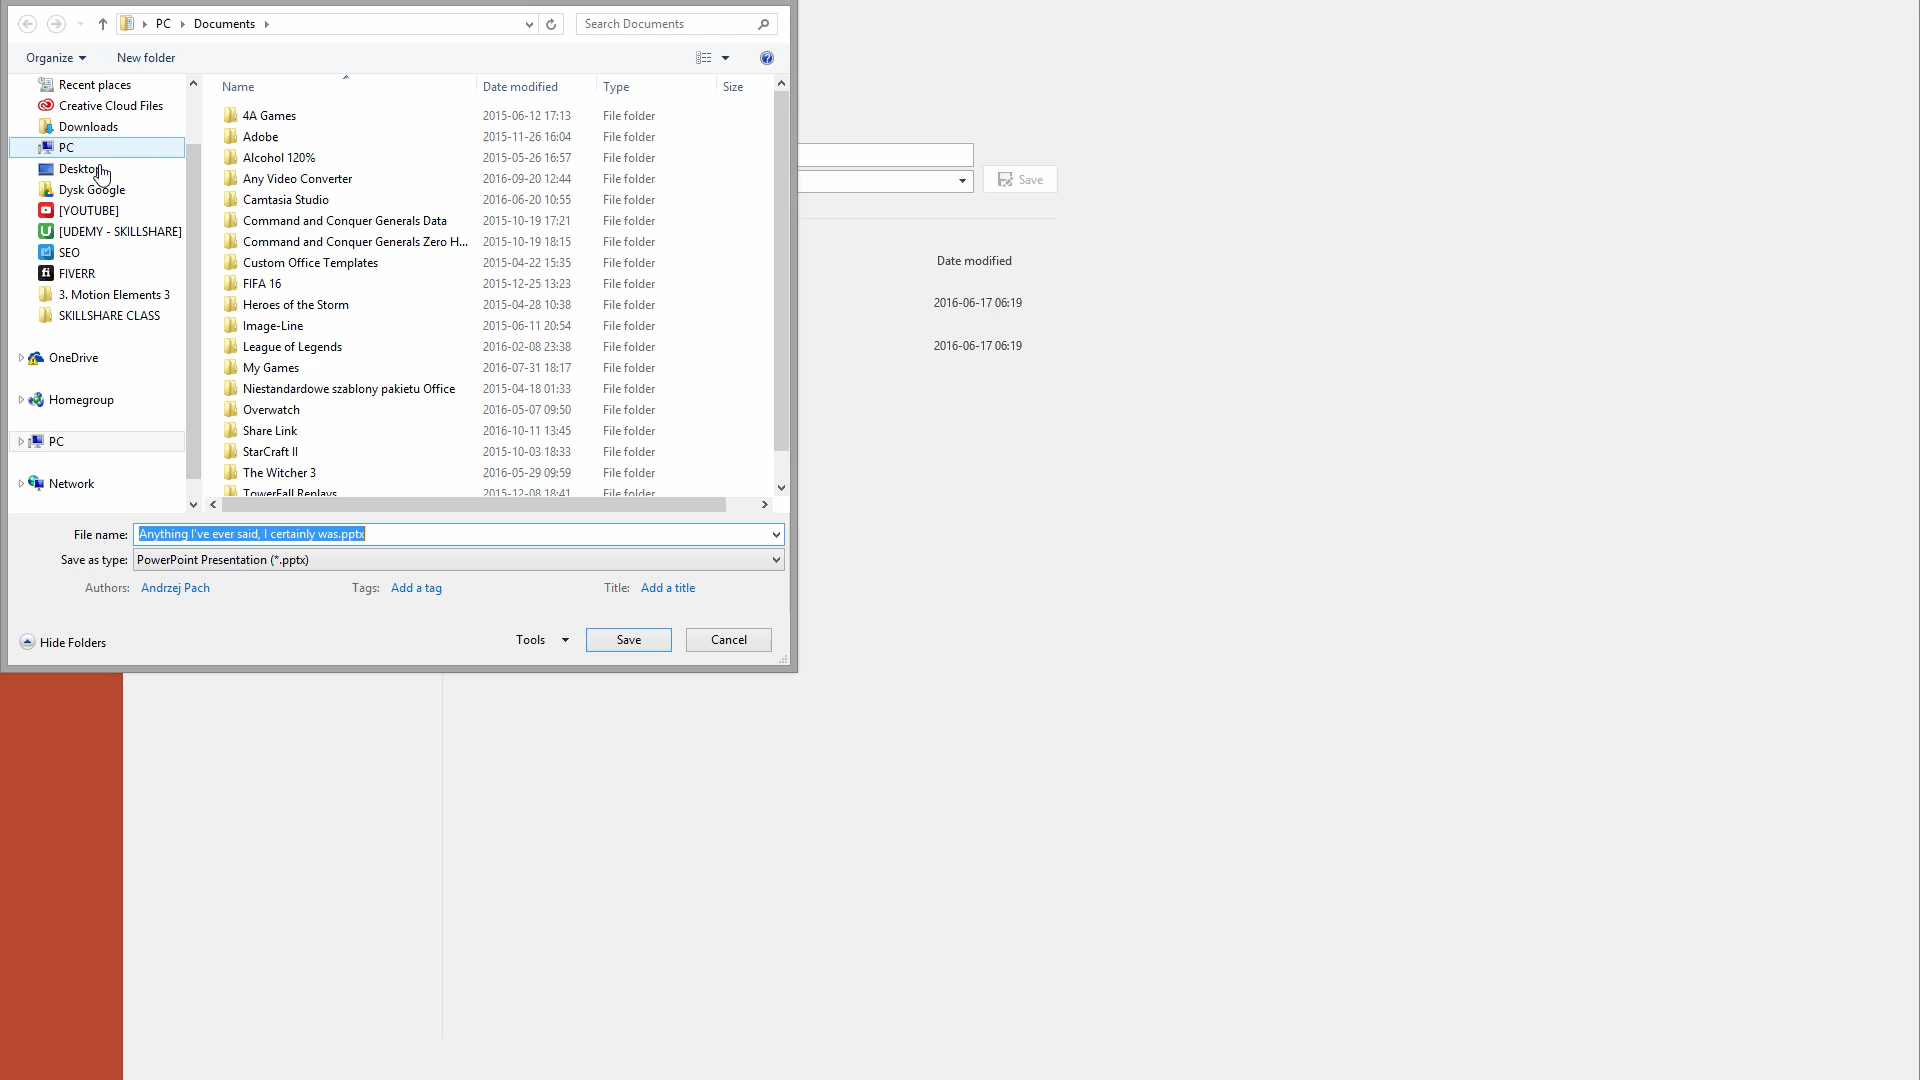 PC Documents Search Documents
Organize New folder
Recent places
Creative Cloud Files
Downloads
PC
Desktop
Dysk Google
[YOUTUBE]
[UDEMY - SKILLSHARE]
SEO
FIVERR
3. Motion Elements 3
SKILLSHARE CLASS
OneDrive
Homegroup
PC
Network
Name Date modified Type Size
4A Games 2015-06-12 17:13 File folder
Adobe 2015-11-26 16:04 File folder
Alcohol 120% 2015-05-26 16:57 File folder
Any Video Converter 2016-09-20 12:44 File folder
Camtasia Studio 2016-06-20 10:55 File folder
Command and Conquer Generals Data 2015-10-19 17:21 File folder
Command and Conquer Generals Zero H... 2015-10-19 18:15 File folder
Custom Office Templates 2015-04-22 15:35 File folder
FIFA 16 2015-12-25 13:23 File folder
Heroes of the Storm 2015-04-28 10:38 File folder
Image-Line 2015-06-11 20:54 File folder
League of Legends 2016-02-08 23:38 File folder
My Games 2016-07-31 18:17 File folder
Niestandardowe szablony pakietu Office 2015-04-18 01:33 File folder
Overwatch 2016-05-07 09:50 File folder
Share Link 2016-10-11 13:45 File folder
StarCraft II 2015-10-03 18:33 File folder
The Witcher 3 2016-05-29 09:59 File folder
TowerFall Replays 2015-12-08 18:41 File folder
File name: Anything I've ever said, I certainly was.pptx
Save as type: PowerPoint Presentation (*.pptx)
Authors: Andrzej Pach Tags: Add a tag Title: Add a title
Hide Folders Tools Save Cancel
Save
Date modified
2016-06-17 06:19
2016-06-17 06:19